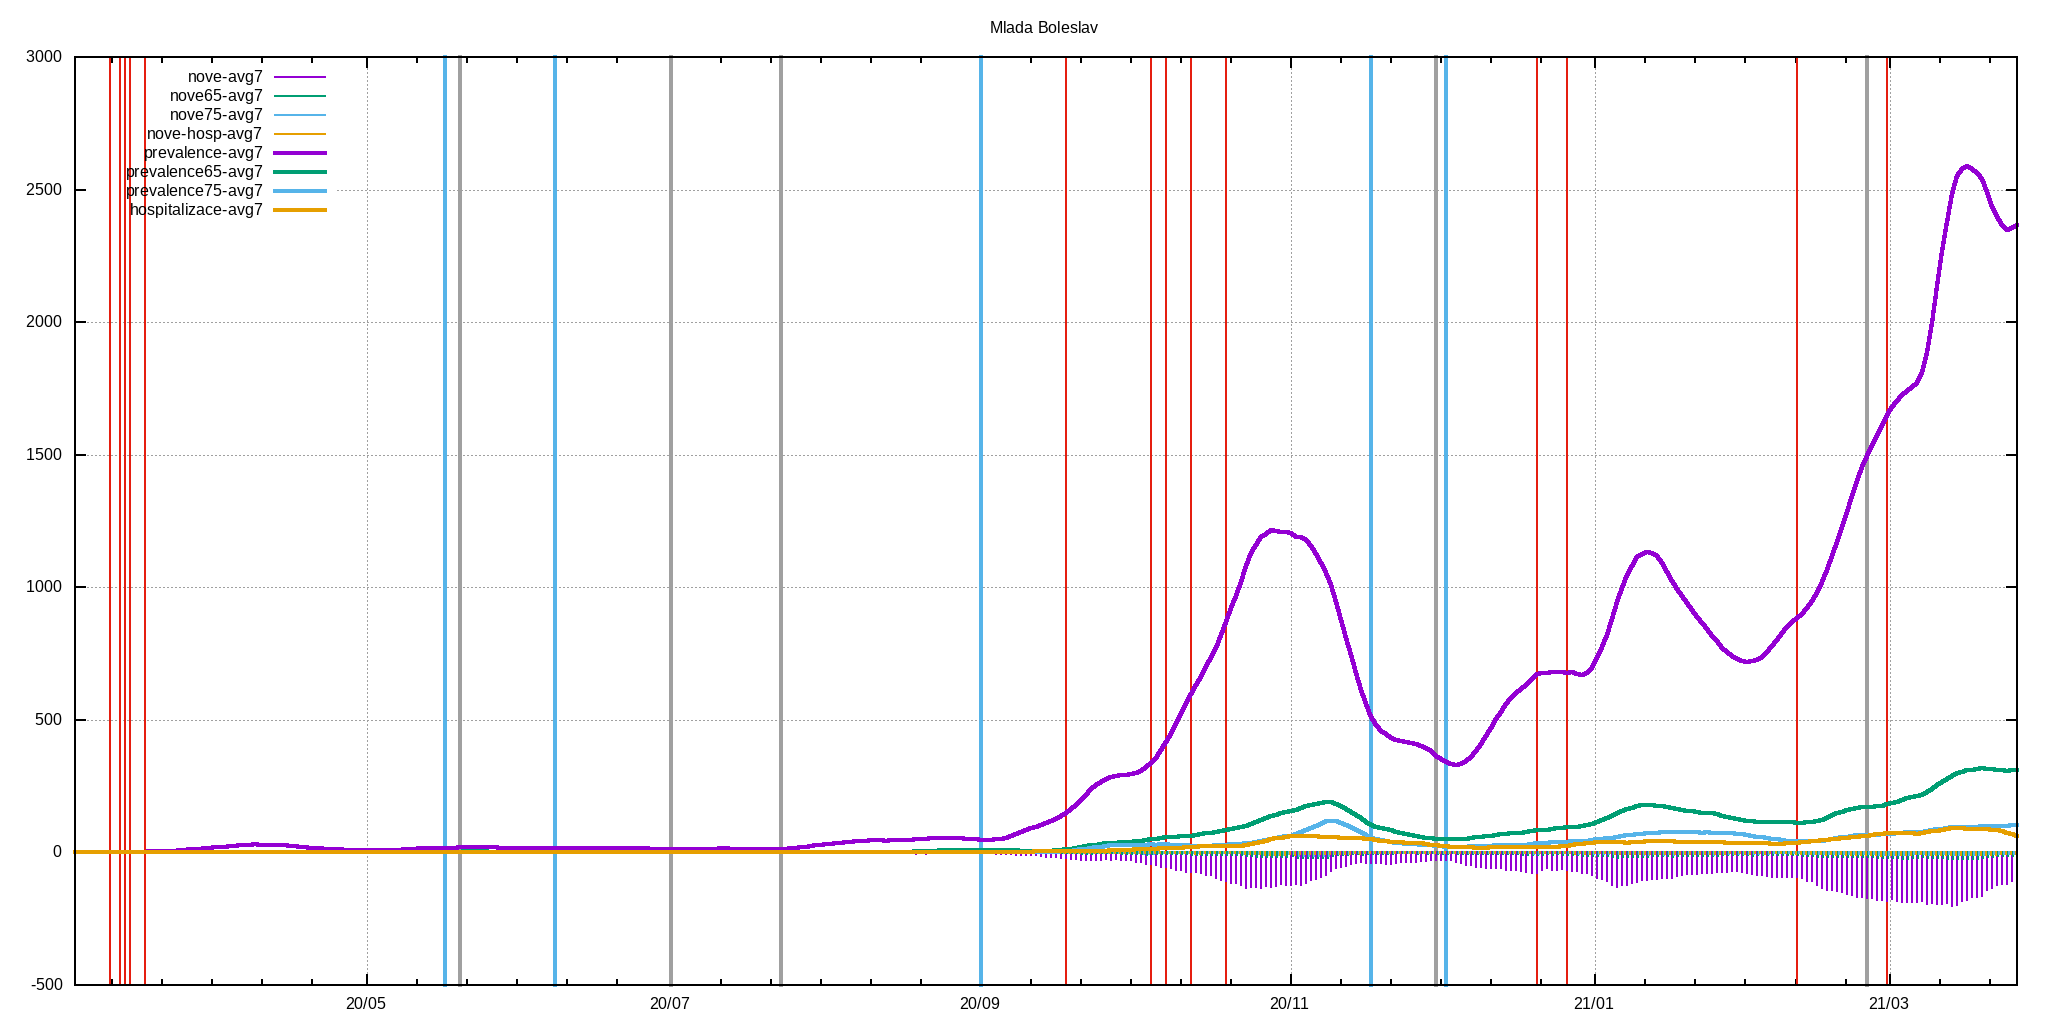 Mlada Boleslav
3000
2500
2000
1500
1000
500
0
-500
nove-avg7
nove65-avg7
nove75-avg7
nove-hosp-avg7
prevalence-avg7
prevalence65-avg7
prevalence75-avg7
hospitalizace-avg7
20/05
20/07
20/09
20/11
21/01
21/03